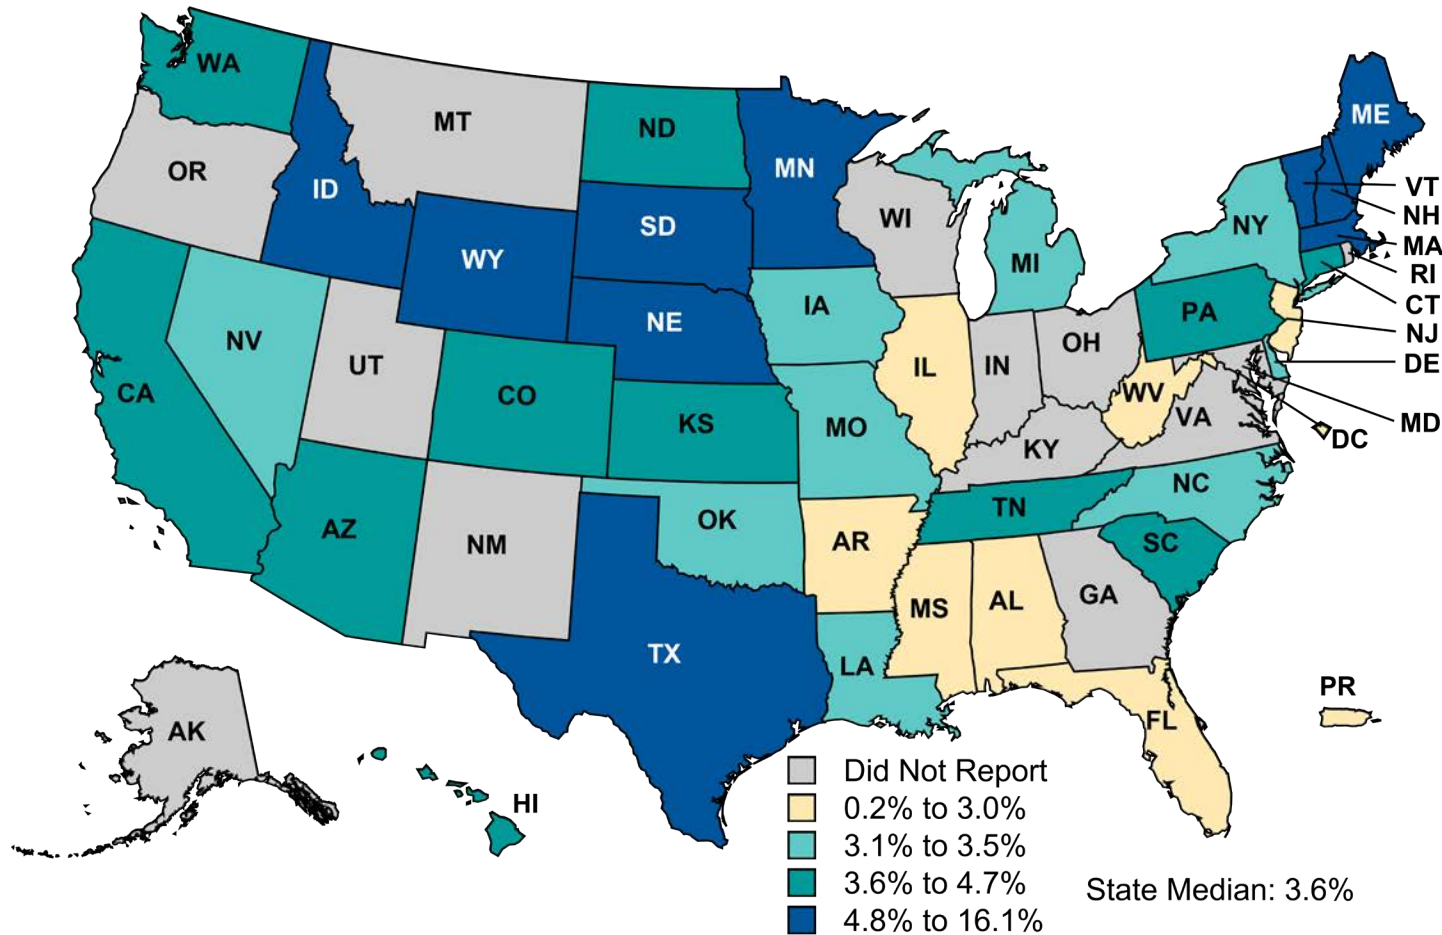 WA
MT
ND
MN
ME
OR
ID
SD
WI
VT
NH
NY
MA
WY
MI
RI
IA
CT
NE
PA
NJ
NV
UT
OH
DE
IL
IN
CA
CO
WV
MD
KS
MO
VA
DC
KY
NC
TN
OK
AZ
NM
AR
SC
MS
AL
GA
TX
LA
PR
FL
AK
HI
Did Not Report
0.2% to 3.0%
3.1% to 3.5%
3.6% to 4.7%
4.8% to 16.1%
State Median: 3.6%